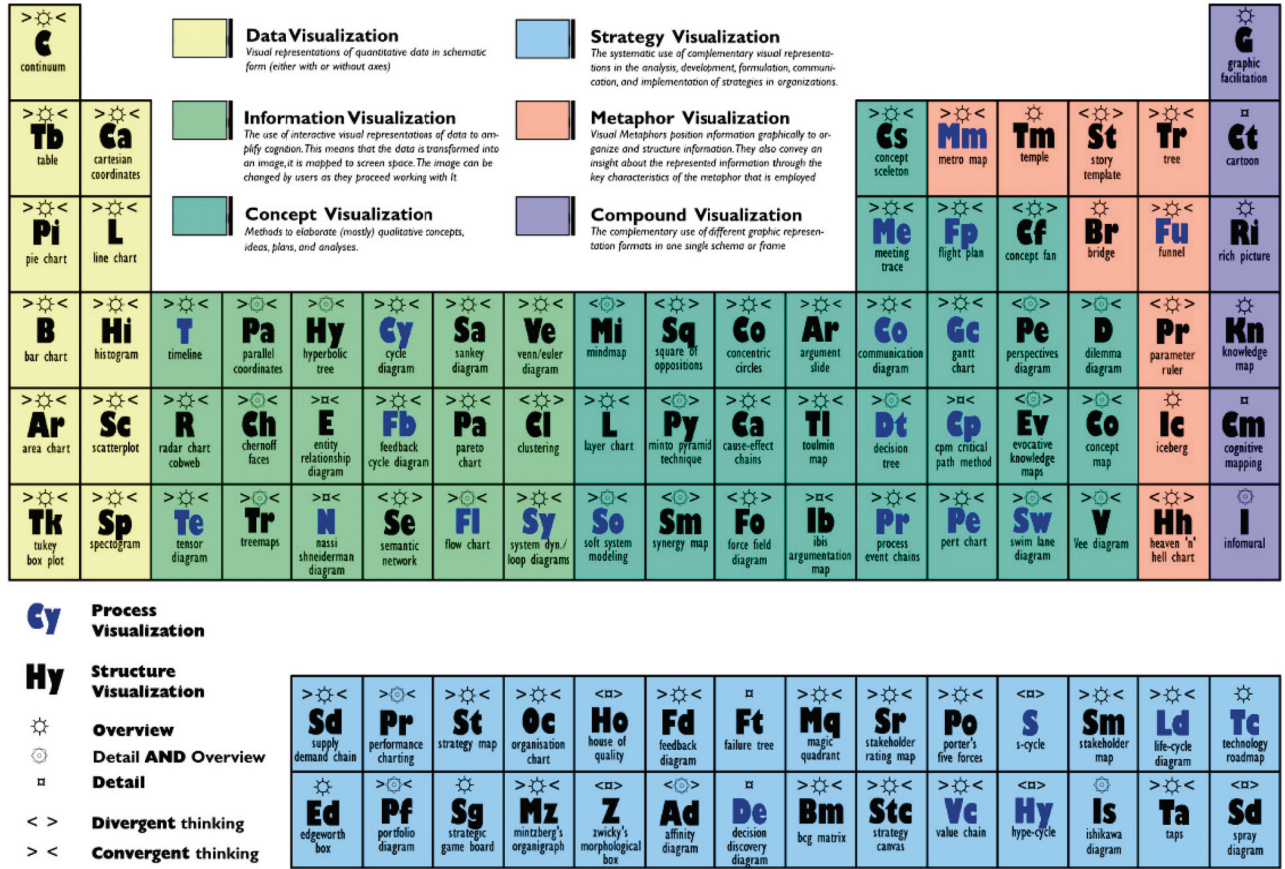 > ☼ <
C
continuum
Data Visualization
Visual representations of quantitative data in schematic
form (either with or without axes)
Strategy Visualization
The systematic use of complementary visual representa-
tions in the analysis, development, formulation, communi-
cation, and implementation of strategies in organizations.
G
graphic
facilitation
Information Visualization
The use of interactive visual representations of data to am-
plify cognition. This means that the data is transformed into
an image, it is mapped to screen space. The image can be
changed by users as they proceed working with It
Metaphor Visualization
Visual Metaphors position information graphically to or-
ganize and structure information. They also convey an
insight about the represented information through the
key characteristics of the metaphor that is employed
Concept Visualization
Methods to elaborate (mostly) qualitative concepts,
ideas, plans, and analyses.
Compound Visualization
The complementary use of different graphic represen-
tation formats in one single schema or frame
Tb
table
Ca
cartesian
coordinates
Cs
concept
sceleton
Mm
metro map
Tm
temple
St
story
template
Tr
tree
Ct
cartoon
Pi
pie chart
L
line chart
Me
meeting
trace
Fp
flight plan
Cf
concept fan
Br
bridge
Fu
funnel
Ri
rich picture
B
bar chart
Hi
histogram
T
timeline
Pa
parallel
coordinates
Hy
hyperbolic
tree
Cy
cycle
diagram
Sa
sankey
diagram
Ve
venn/euler
diagram
Mi
mindmap
Sq
square of
oppositions
Co
concentric
circles
Ar
argument
slide
Co
communication
diagram
Gc
gantt
chart
Pe
perspectives
diagram
D
dilemma
diagram
Pr
parameter
ruler
Kn
knowledge
map
Ar
area chart
Sc
scatterplot
R
radar chart
cobweb
Ch
chernoff
faces
E
entity
relationship
diagram
Fb
feedback
cycle diagram
Pa
pareto
chart
Cl
clustering
L
layer chart
Py
minto pyramid
technique
Ca
cause-effect
chains
Tl
toulmin
map
Dt
decision
tree
Cp
cpm critical
path method
Ev
evocative
knowledge
maps
Co
concept
map
Ic
iceberg
Cm
cognitive
mapping
Tk
tukey
box plot
Sp
spectogram
Te
tensor
diagram
Tr
treemaps
N
nassi
shneiderman
diagram
Se
semantic
network
Fl
flow chart
Sy
system dyn./
loop diagrams
So
soft system
modeling
Sm
synergy map
Fo
force field
diagram
Ib
ibis
argumentation
map
Pr
process
event chains
Pe
pert chart
Sw
swim lane
diagram
V
Vee diagram
Hh
heaven 'n'
hell chart
I
infomural
Cy
Process
Visualization
Hy
Structure
Visualization
☼ Overview
Detail AND Overview
¤ Detail
< > Divergent thinking
> < Convergent thinking
Sd
supply
demand chain
Pr
performance
charting
St
strategy map
Oc
organisation
chart
Ho
house of
quality
Fd
feedback
diagram
Ft
failure tree
Mq
magic
quadrant
Sr
stakeholder
rating map
Po
porter's
five forces
S
s-cycle
Sm
stakeholder
map
Ld
life-cycle
diagram
Tc
technology
roadmap
Ed
edgeworth
box
Pf
portfolio
diagram
Sg
strategic
game board
Mz
mintzberg's
organigraph
Z
zwicky's
morphological
box
Ad
affinity
diagram
De
decision
discovery
diagram
Bm
bcg matrix
Stc
strategy
canvas
Vc
value chain
Hy
hype-cycle
Is
ishikawa
diagram
Ta
taps
Sd
spray
diagram